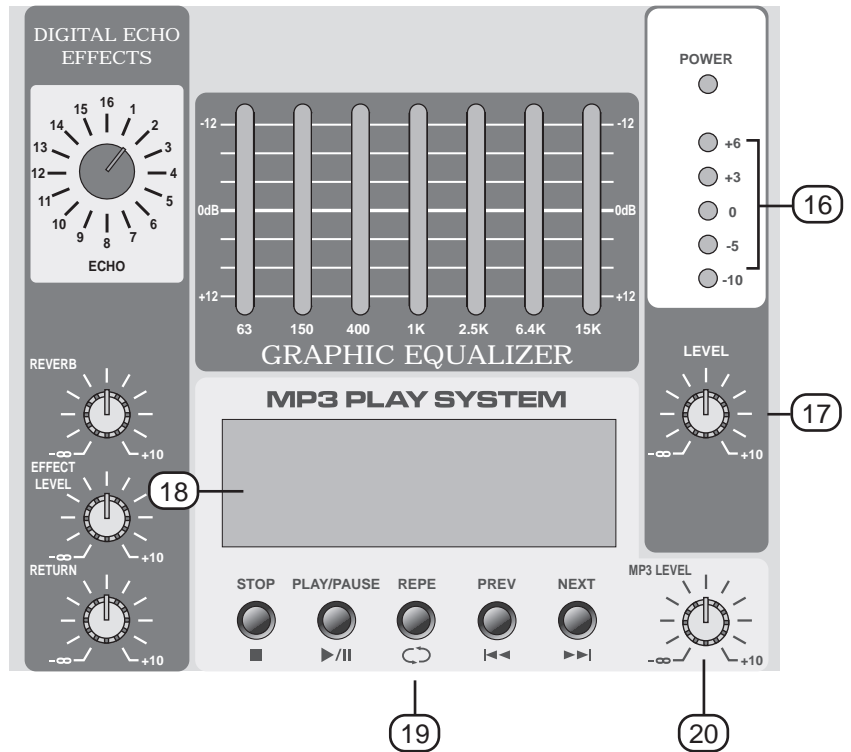 DIGITAL ECHO
EFFECTS
16
15 1
14 2
13 3
12 4
11 5
10 6
9 7
8
ECHO
REVERB
-∞ +10
EFFECT
LEVEL
-∞ +10
RETURN
-∞ +10
-12 -12
0dB 0dB
+12 +12
63 150 400 1K 2.5K 6.4K 15K
GRAPHIC EQUALIZER
MP3 PLAY SYSTEM
18
STOP PLAY/PAUSE REPE PREV NEXT
19
POWER
+6
+3
0
-5
-10
16
LEVEL
-∞ +10
17
MP3 LEVEL
-∞ +10
20